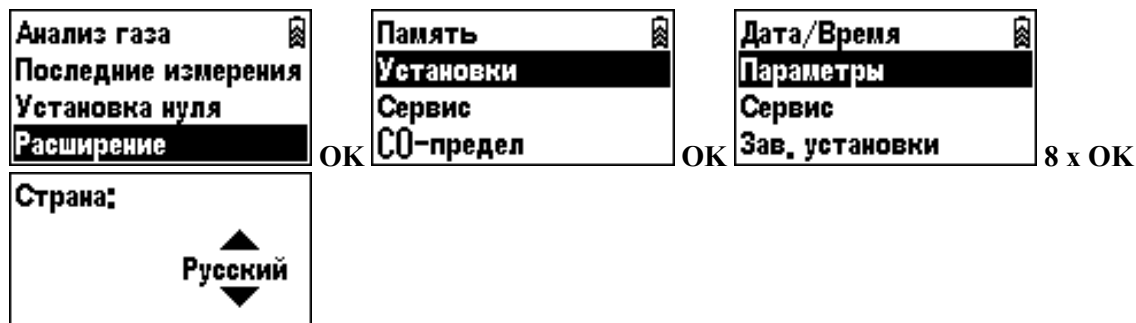 Анализ газа
Последние измерения
Установка нуля
Расширение
OK
Память
Установки
Сервис
CO-предел
OK
Дата/Время
Параметры
Сервис
Зав. установки
8 x OK
Страна:
Русский